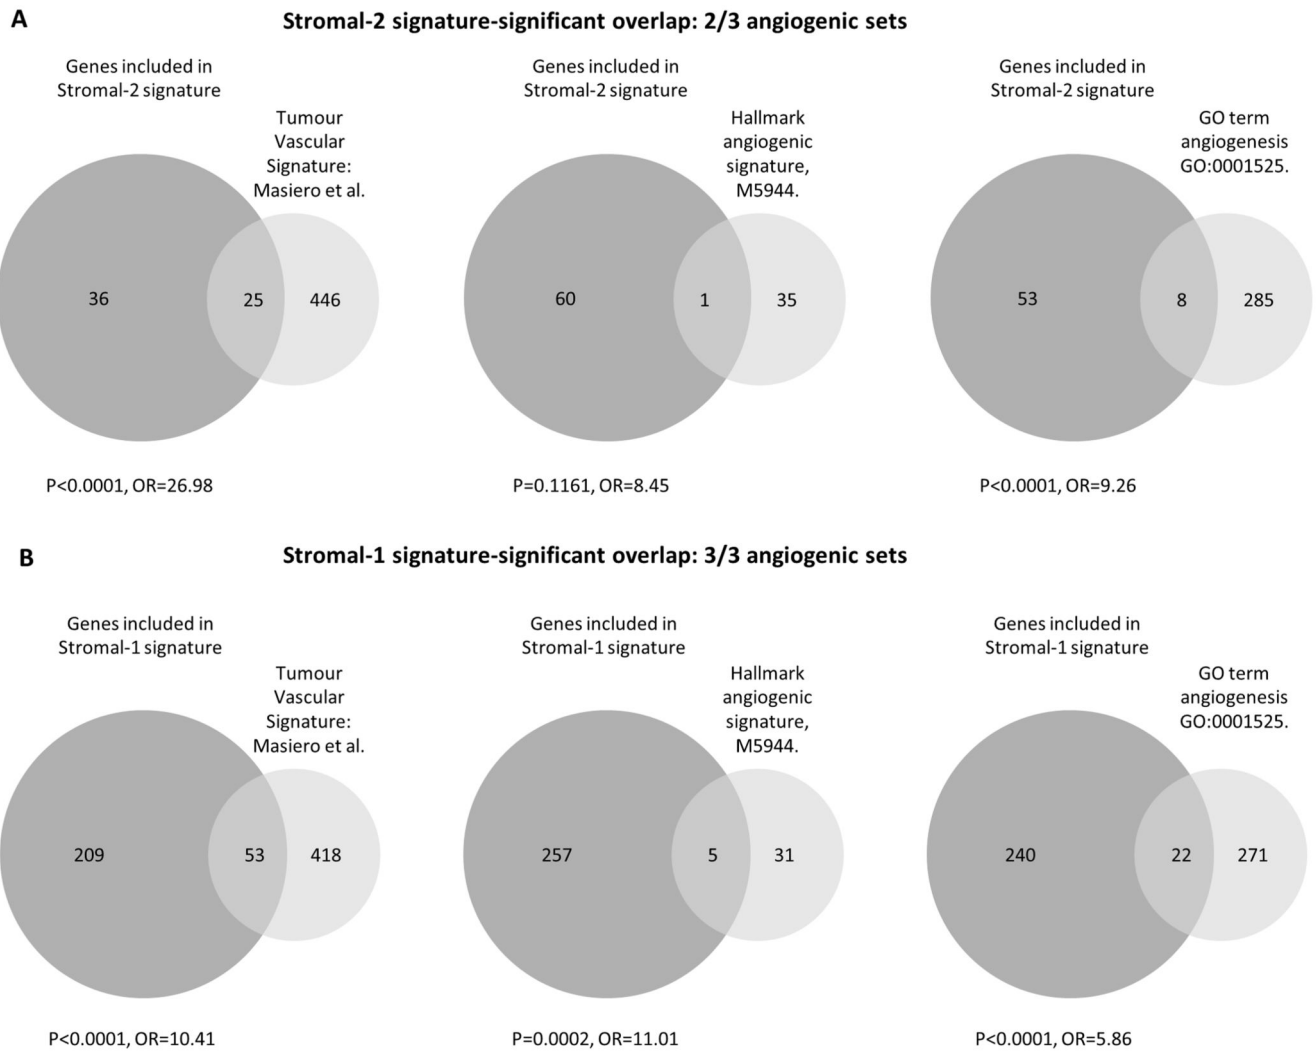 A
Stromal-2 signature-significant overlap: 2/3 angiogenic sets
Genes included in
Stromal-2 signature
Tumour
Vascular
Signature:
Masiero et al.
36
25
446
P<0.0001, OR=26.98
Genes included in
Stromal-2 signature
Hallmark
angiogenic
signature,
M5944.
60
1
35
P=0.1161, OR=8.45
Genes included in
Stromal-2 signature
GO term
angiogenesis
GO:0001525.
53
8
285
P<0.0001, OR=9.26
B
Stromal-1 signature-significant overlap: 3/3 angiogenic sets
Genes included in
Stromal-1 signature
Tumour
Vascular
Signature:
Masiero et al.
209
53
418
P<0.0001, OR=10.41
Genes included in
Stromal-1 signature
Hallmark
angiogenic
signature,
M5944.
257
5
31
P=0.0002, OR=11.01
Genes included in
Stromal-1 signature
GO term
angiogenesis
GO:0001525.
240
22
271
P<0.0001, OR=5.86